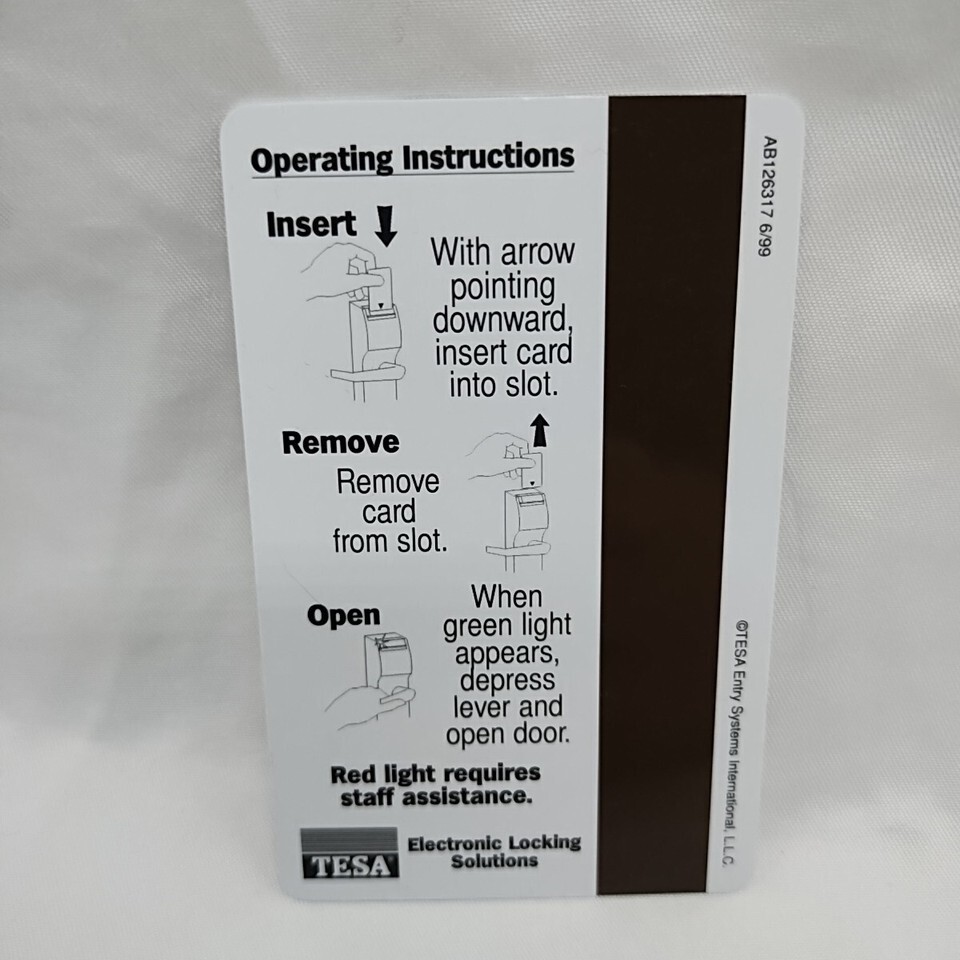 Operating Instructions
Insert
With arrow
pointing
downward,
insert card
into slot.
Remove
Remove
card
from slot.
Open
When
green light
appears,
depress
lever and
open door.
Red light requires
staff assistance.
TESA
Electronic Locking
Solutions
AB126317 6/99
©TESA Entry Systems International, L.L.C.